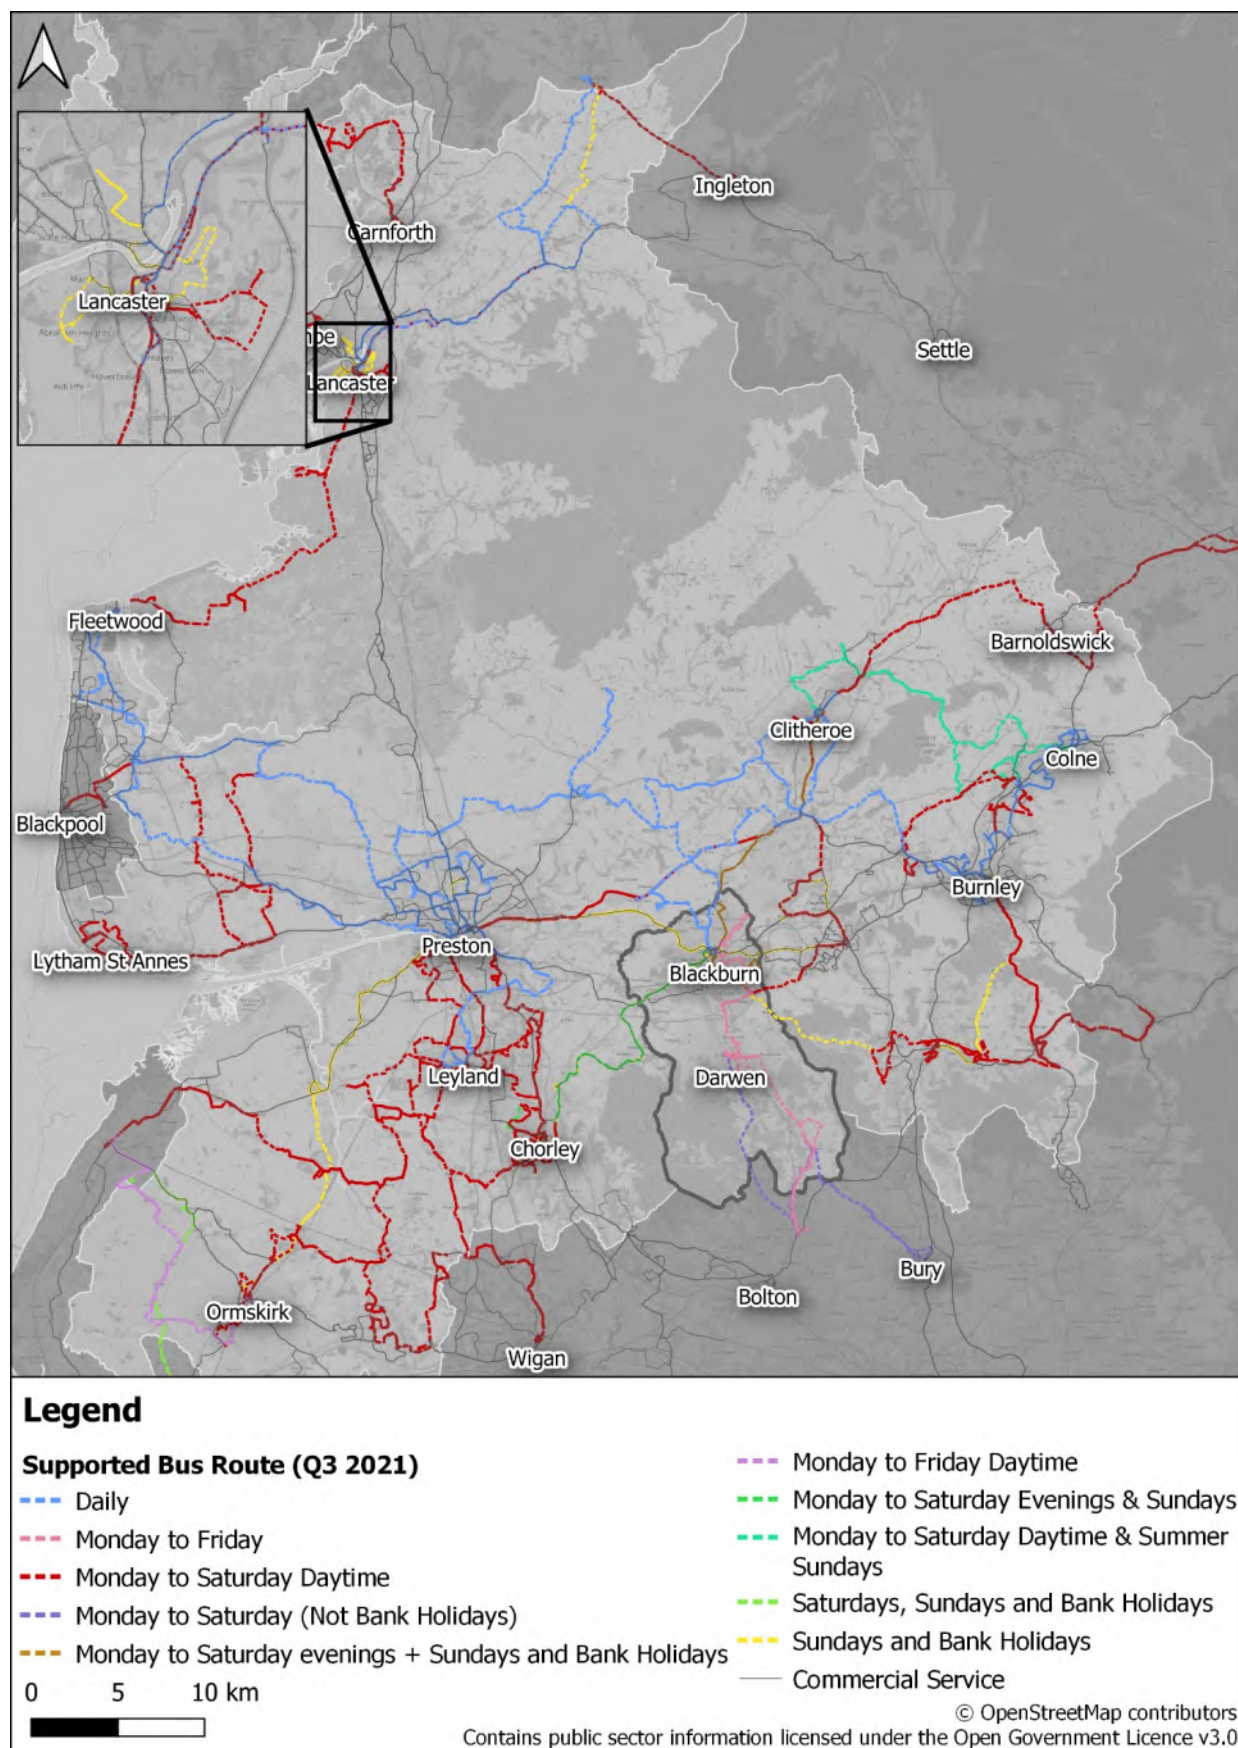 Ingleton
Carnforth
Lancaster
Settle
Lancaster
Fleetwood
Barnoldswick
Clitheroe
Colne
Blackpool
Burnley
Preston
Lytham St Annes
Blackburn
Leyland
Darwen
Chorley
Bury
Bolton
Ormskirk
Wigan
Legend
Supported Bus Route (Q3 2021)
Daily
Monday to Friday
Monday to Saturday Daytime
Monday to Saturday (Not Bank Holidays)
Monday to Saturday evenings + Sundays and Bank Holidays
Monday to Friday Daytime
Monday to Saturday Evenings & Sundays
Monday to Saturday Daytime & Summer
Sundays
Saturdays, Sundays and Bank Holidays
Sundays and Bank Holidays
Commercial Service
0 5 10 km
© OpenStreetMap contributors
Contains public sector information licensed under the Open Government Licence v3.0